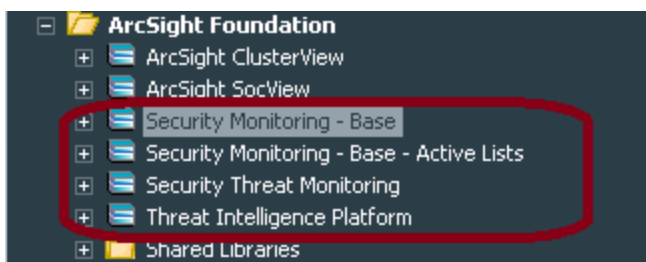 ArcSight Foundation
ArcSight ClusterView
ArcSight SocView
Security Monitoring - Base
Security Monitoring - Base - Active Lists
Security Threat Monitoring
Threat Intelligence Platform
Shared Libraries